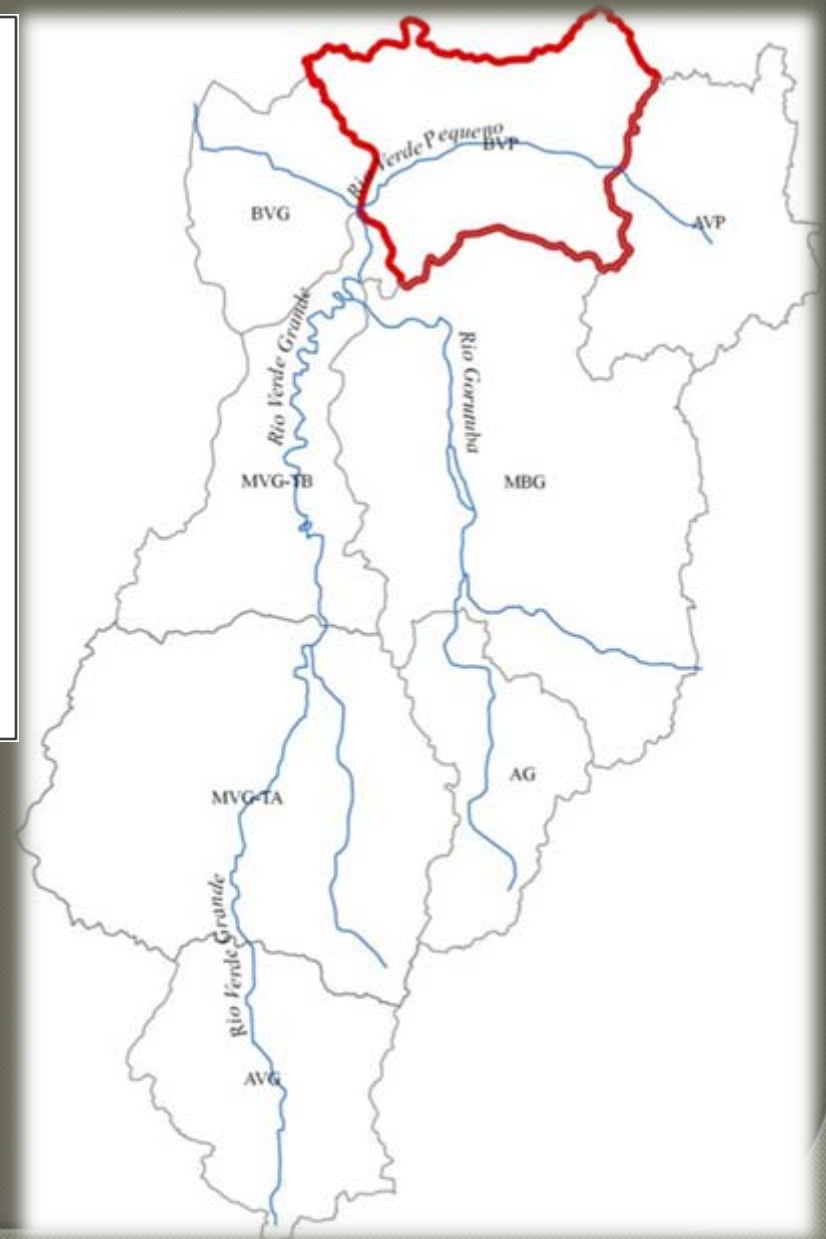 Rio Verde Pequeno
BVP
BVG
AVP
Rio Verde Grande
Rio Gorutuba
MVG-TB
MBG
AG
MVG-TA
Rio Verde Grande
AVG